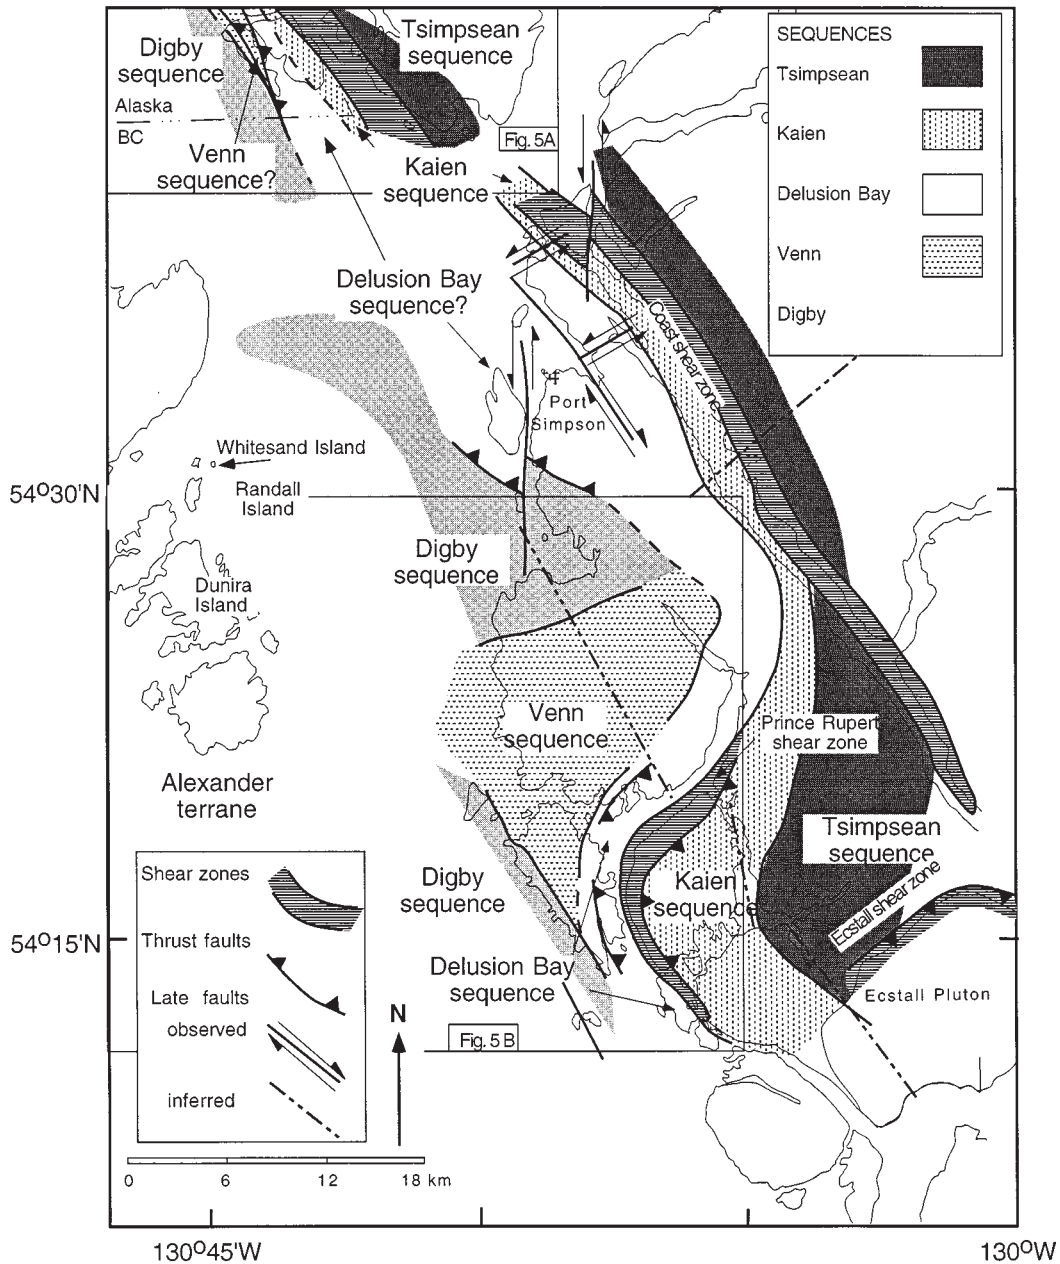 Digby
sequence
Tsimpsean
sequence
SEQUENCES
Tsimpsean
Kaien
Delusion Bay
Venn
Digby
Alaska
BC
Venn
sequence?
Fig. 5A
Kaien
sequence
Delusion Bay
sequence?
Coast shear zone
Port
Simpson
Whitesand Island
Randall
Island
54°30'N
Digby
sequence
Dunira
Island
Venn
sequence
Prince Rupert
shear zone
Alexander
terrane
Tsimpsean
sequence
Shear zones
Digby
sequence
Kaien
sequence
Ecstall shear zone
54°15'N
Thrust faults
Delusion Bay
sequence
Late faults
observed
Ecstall Pluton
N
Fig. 5 B
inferred
0 6 12 18 km
130°45'W
130°W